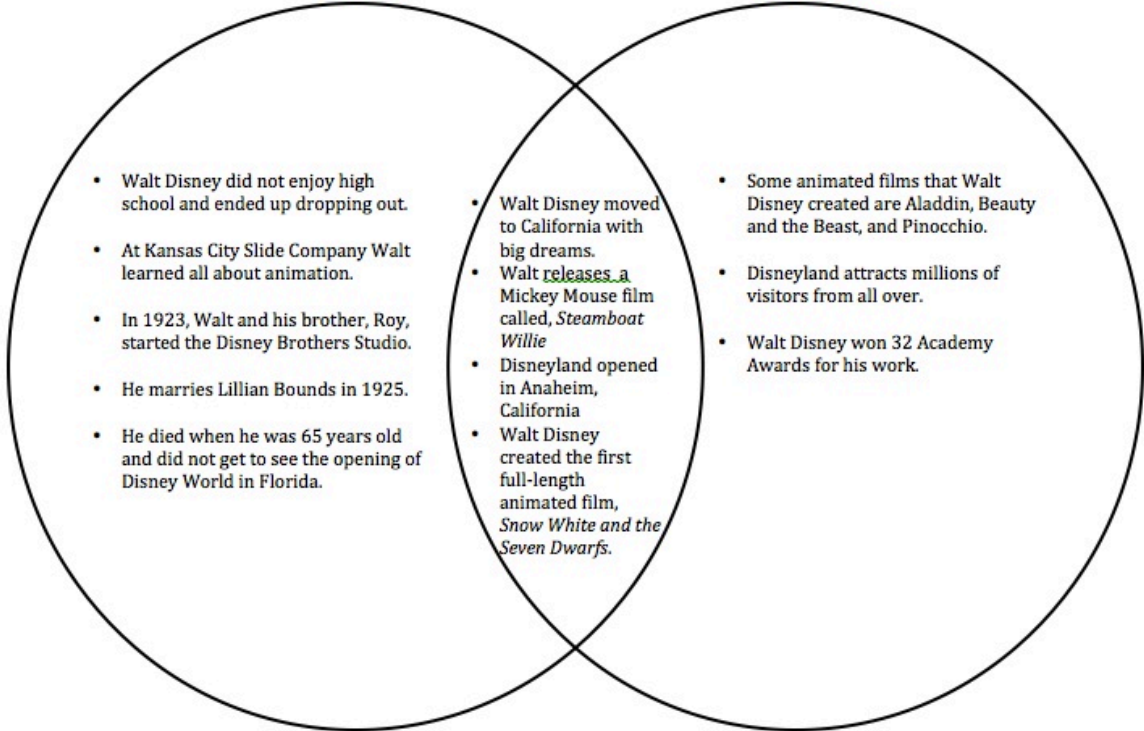 • Walt Disney did not enjoy high
school and ended up dropping out.
• At Kansas City Slide Company Walt
learned all about animation.
• In 1923, Walt and his brother, Roy,
started the Disney Brothers Studio.
• He marries Lillian Bounds in 1925.
• He died when he was 65 years old
and did not get to see the opening of
Disney World in Florida.
• Walt Disney moved
to California with
big dreams.
• Walt releases a
Mickey Mouse film
called, Steamboat
Willie
• Disneyland opened
in Anaheim,
California
• Walt Disney
created the first
full-length
animated film,
Snow White and the
Seven Dwarfs.
• Some animated films that Walt
Disney created are Aladdin, Beauty
and the Beast, and Pinocchio.
• Disneyland attracts millions of
visitors from all over.
• Walt Disney won 32 Academy
Awards for his work.